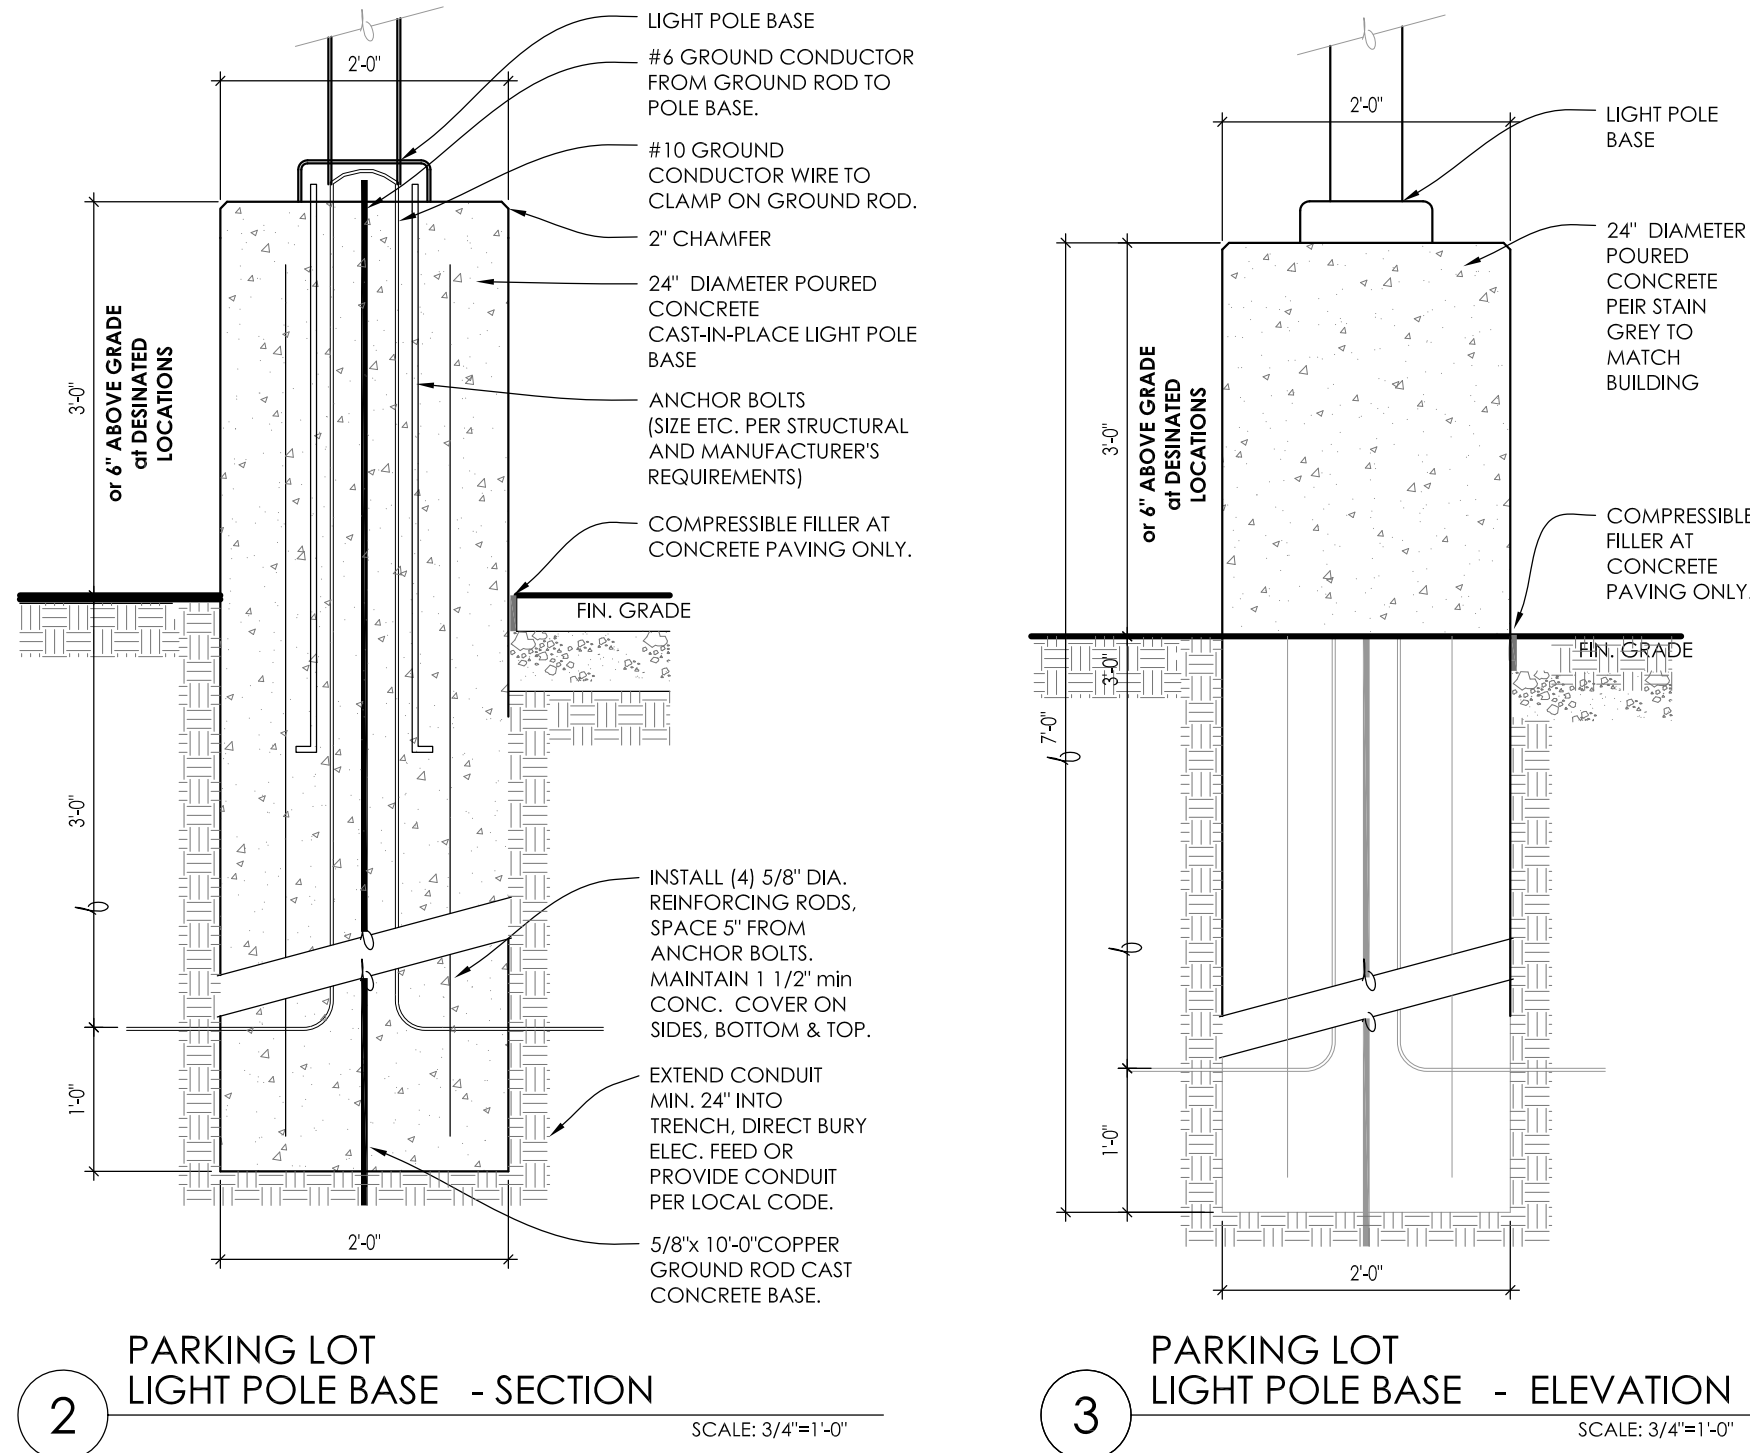 2'-0"
LIGHT POLE BASE
#6 GROUND CONDUCTOR
FROM GROUND ROD TO
POLE BASE.
#10 GROUND
CONDUCTOR WIRE TO
CLAMP ON GROUND ROD.
2" CHAMFER
24"  DIAMETER POURED
CONCRETE
CAST-IN-PLACE LIGHT POLE
BASE
ANCHOR BOLTS
(SIZE ETC. PER STRUCTURAL
AND MANUFACTURER'S
REQUIREMENTS)
COMPRESSIBLE FILLER AT
CONCRETE PAVING ONLY.
FIN. GRADE
3'-0"
or 6" ABOVE GRADE
at DESINATED
LOCATIONS
3'-0"
1'-0"
INSTALL (4) 5/8" DIA.
REINFORCING RODS,
SPACE 5" FROM
ANCHOR BOLTS.
MAINTAIN 1 1/2" min
CONC.  COVER ON
SIDES, BOTTOM & TOP.
EXTEND CONDUIT
MIN. 24" INTO
TRENCH, DIRECT BURY
ELEC. FEED OR
PROVIDE CONDUIT
PER LOCAL CODE.
5/8"x 10'-0"COPPER
GROUND ROD CAST
CONCRETE BASE.
2'-0"
2
PARKING LOT
LIGHT POLE BASE   - SECTION
SCALE: 3/4"=1'-0"
2'-0"
LIGHT POLE
BASE
24"  DIAMETER
POURED
CONCRETE
PEIR STAIN
GREY TO
MATCH
BUILDING
COMPRESSIBLE
FILLER AT
CONCRETE
PAVING ONLY.
FIN. GRADE
3'-0"
or 6" ABOVE GRADE
at DESINATED
LOCATIONS
3'-0"
7'-0"
1'-0"
2'-0"
3
PARKING LOT
LIGHT POLE BASE   -  ELEVATION
SCALE: 3/4"=1'-0"